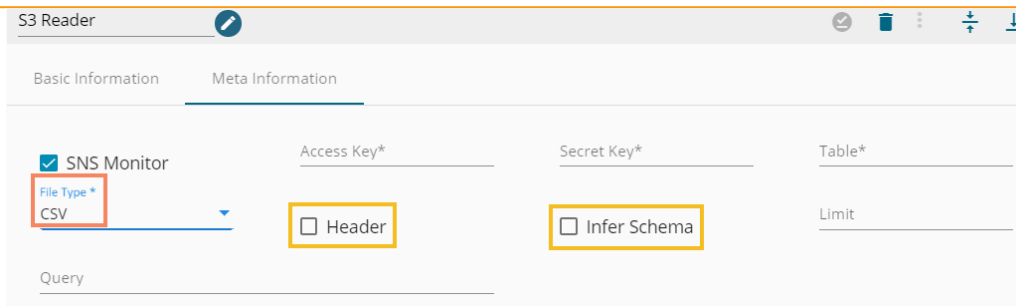 S3 Reader
Basic Information Meta Information
SNS Monitor Access Key* Secret Key* Table*
File Type *
CSV Header Infer Schema Limit
Query